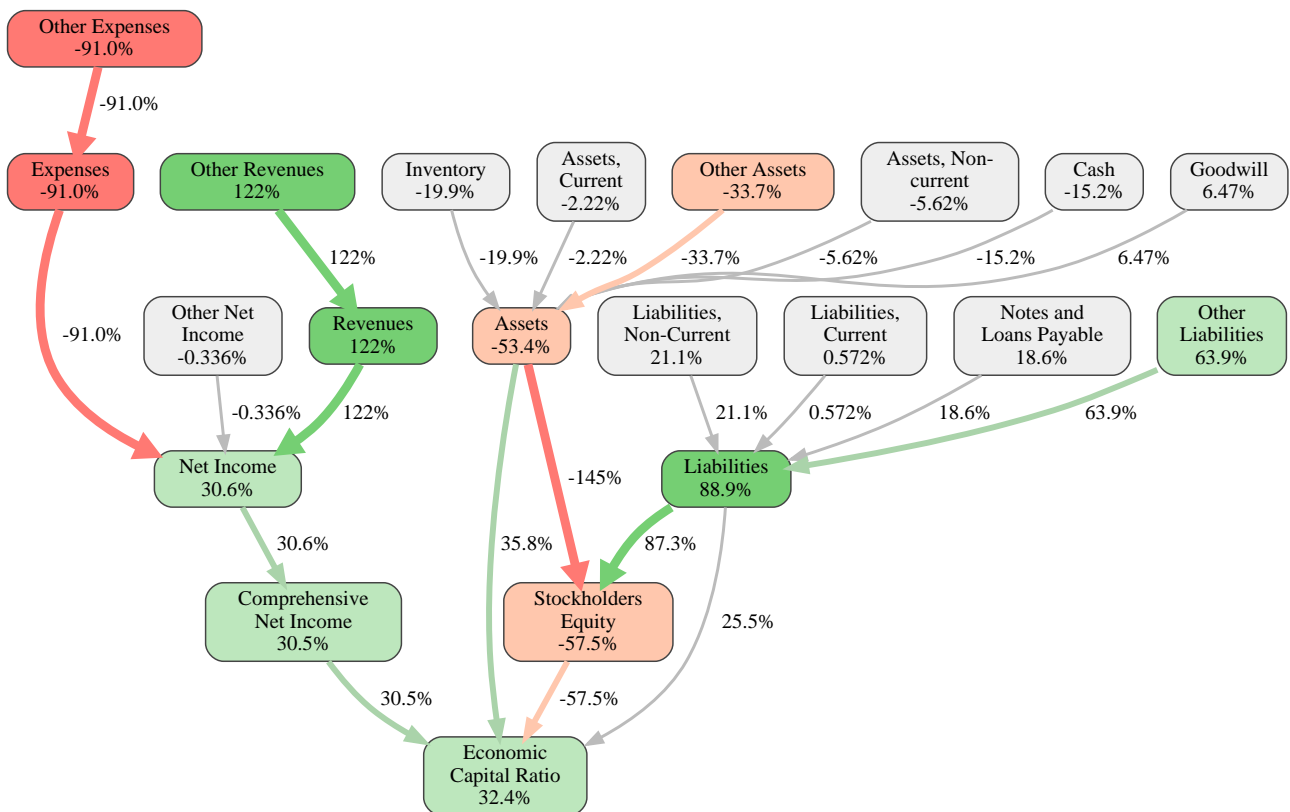 Other Expenses
-91.0%
-91.0%
Expenses
-91.0%
Other Revenues
122%
Inventory
-19.9%
Assets,
Current
-2.22%
Other Assets
-33.7%
Assets, Non-
current
-5.62%
Cash
-15.2%
Goodwill
6.47%
122%
-19.9%
-2.22%
-33.7%
-5.62%
-15.2%
6.47%
-91.0%
Other Net
Income
-0.336%
Revenues
122%
Assets
-53.4%
Liabilities,
Non-Current
21.1%
Liabilities,
Current
0.572%
Notes and
Loans Payable
18.6%
Other
Liabilities
63.9%
-0.336%
122%
21.1%
0.572%
18.6%
63.9%
Net Income
30.6%
-145%
Liabilities
88.9%
30.6%
35.8%
87.3%
Comprehensive
Net Income
30.5%
Stockholders
Equity
-57.5%
25.5%
30.5%
-57.5%
Economic
Capital Ratio
32.4%